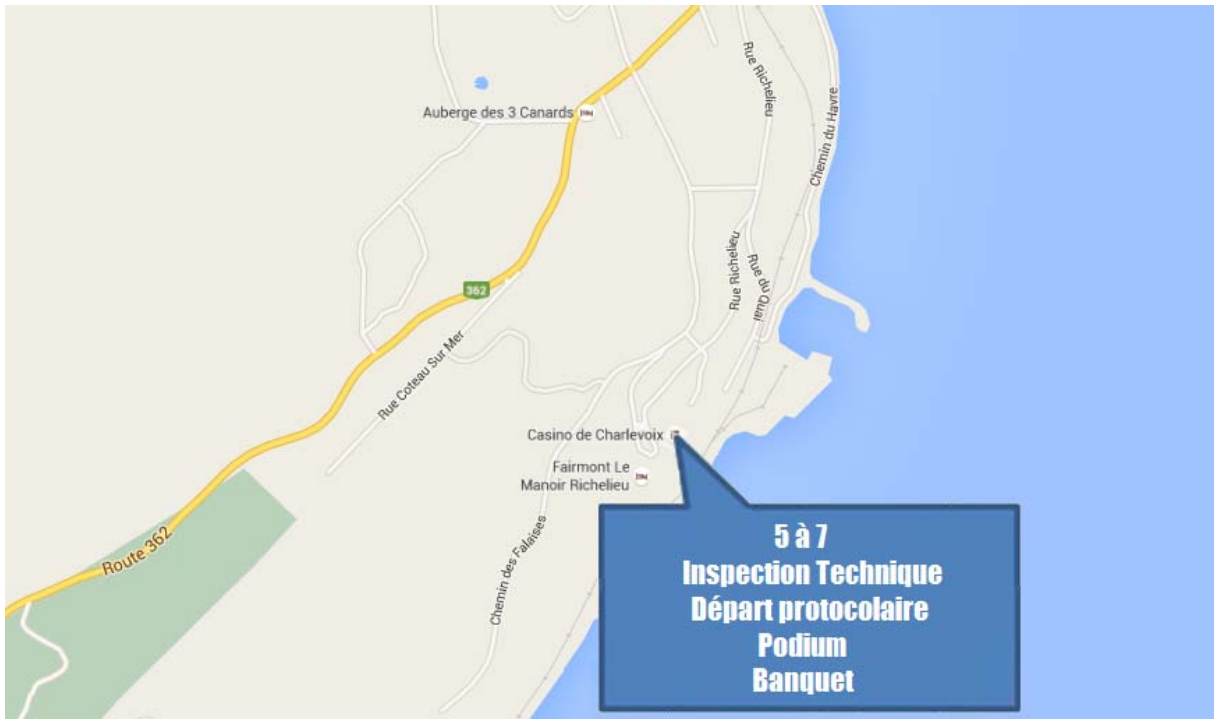 Rue Richelieu
Chemin du Havre
Auberge des 3 Canards
Rue Richelieu
Rue du Quai
362
Rue Coteau Sur Mer
Casino de Charlevoix
Fairmont Le
Manoir Richelieu
Route 362
Chemin des Falaises
5 à 7
Inspection Technique
Départ protocolaire
Podium
Banquet